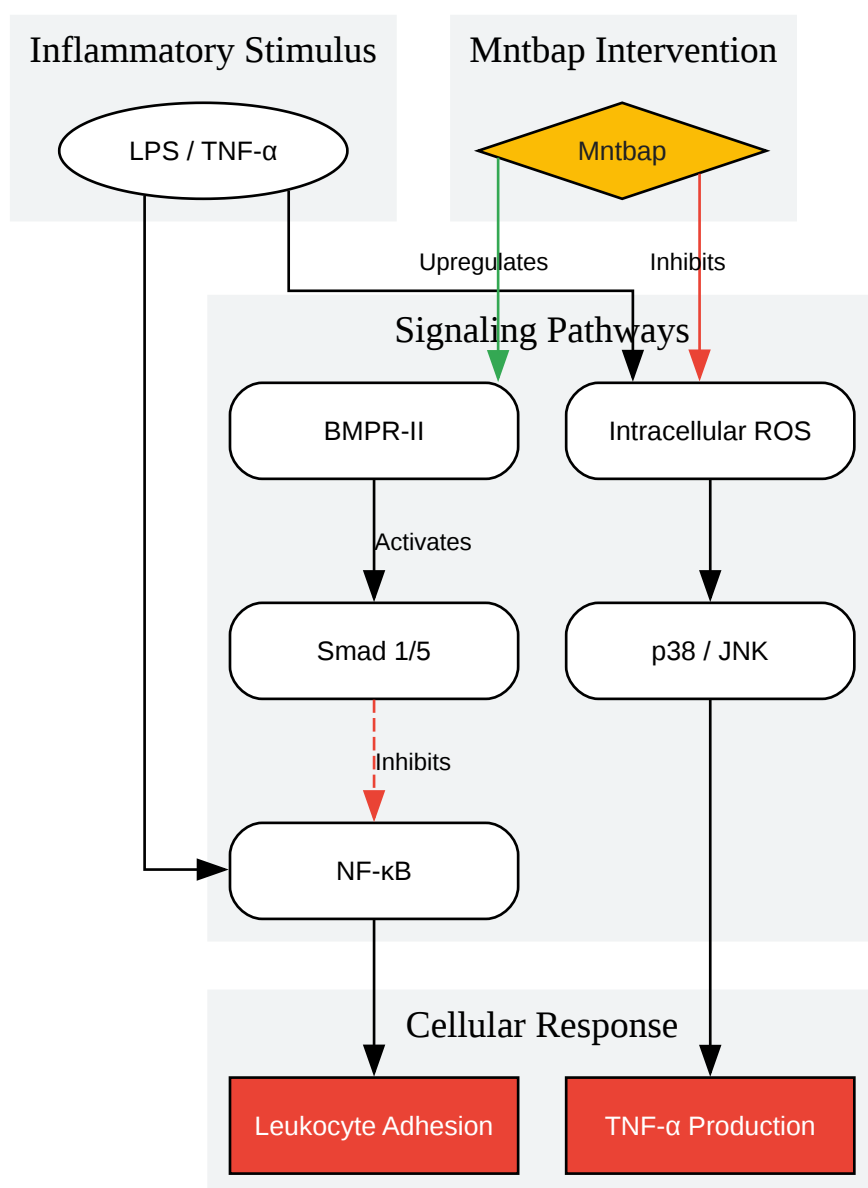 Inflammatory Stimulus
Mntbap Intervention
LPS / TNF-α
Mntbap
Upregulates
Inhibits
Signaling Pathways
BMPR-II
Intracellular ROS
Activates
Smad 1/5
p38 / JNK
Inhibits
NF-κB
Cellular Response
Leukocyte Adhesion
TNF-α Production